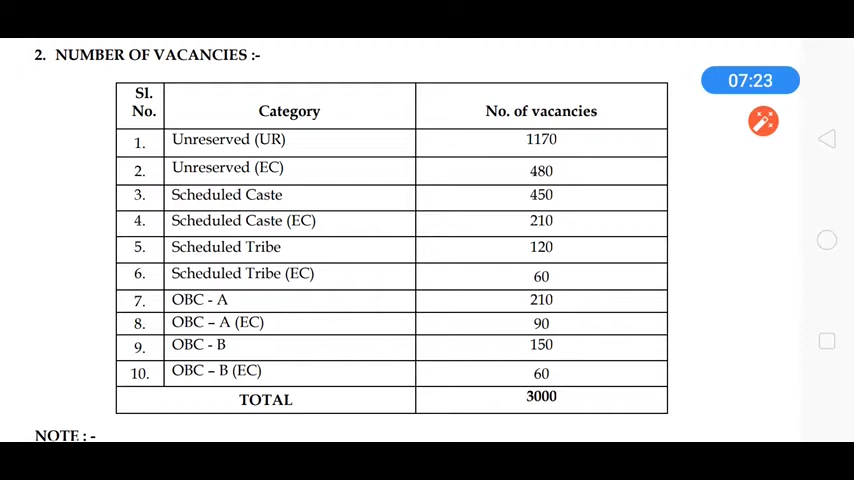 2. NUMBER OF VACANCIES :-
Sl. No. Category No. of vacancies
1. Unreserved (UR) 1170
2. Unreserved (EC) 480
3. Scheduled Caste 450
4. Scheduled Caste (EC) 210
5. Scheduled Tribe 120
6. Scheduled Tribe (EC) 60
7. OBC - A 210
8. OBC – A (EC) 90
9. OBC - B 150
10. OBC – B (EC) 60
TOTAL 3000
NOTE : -
07:23